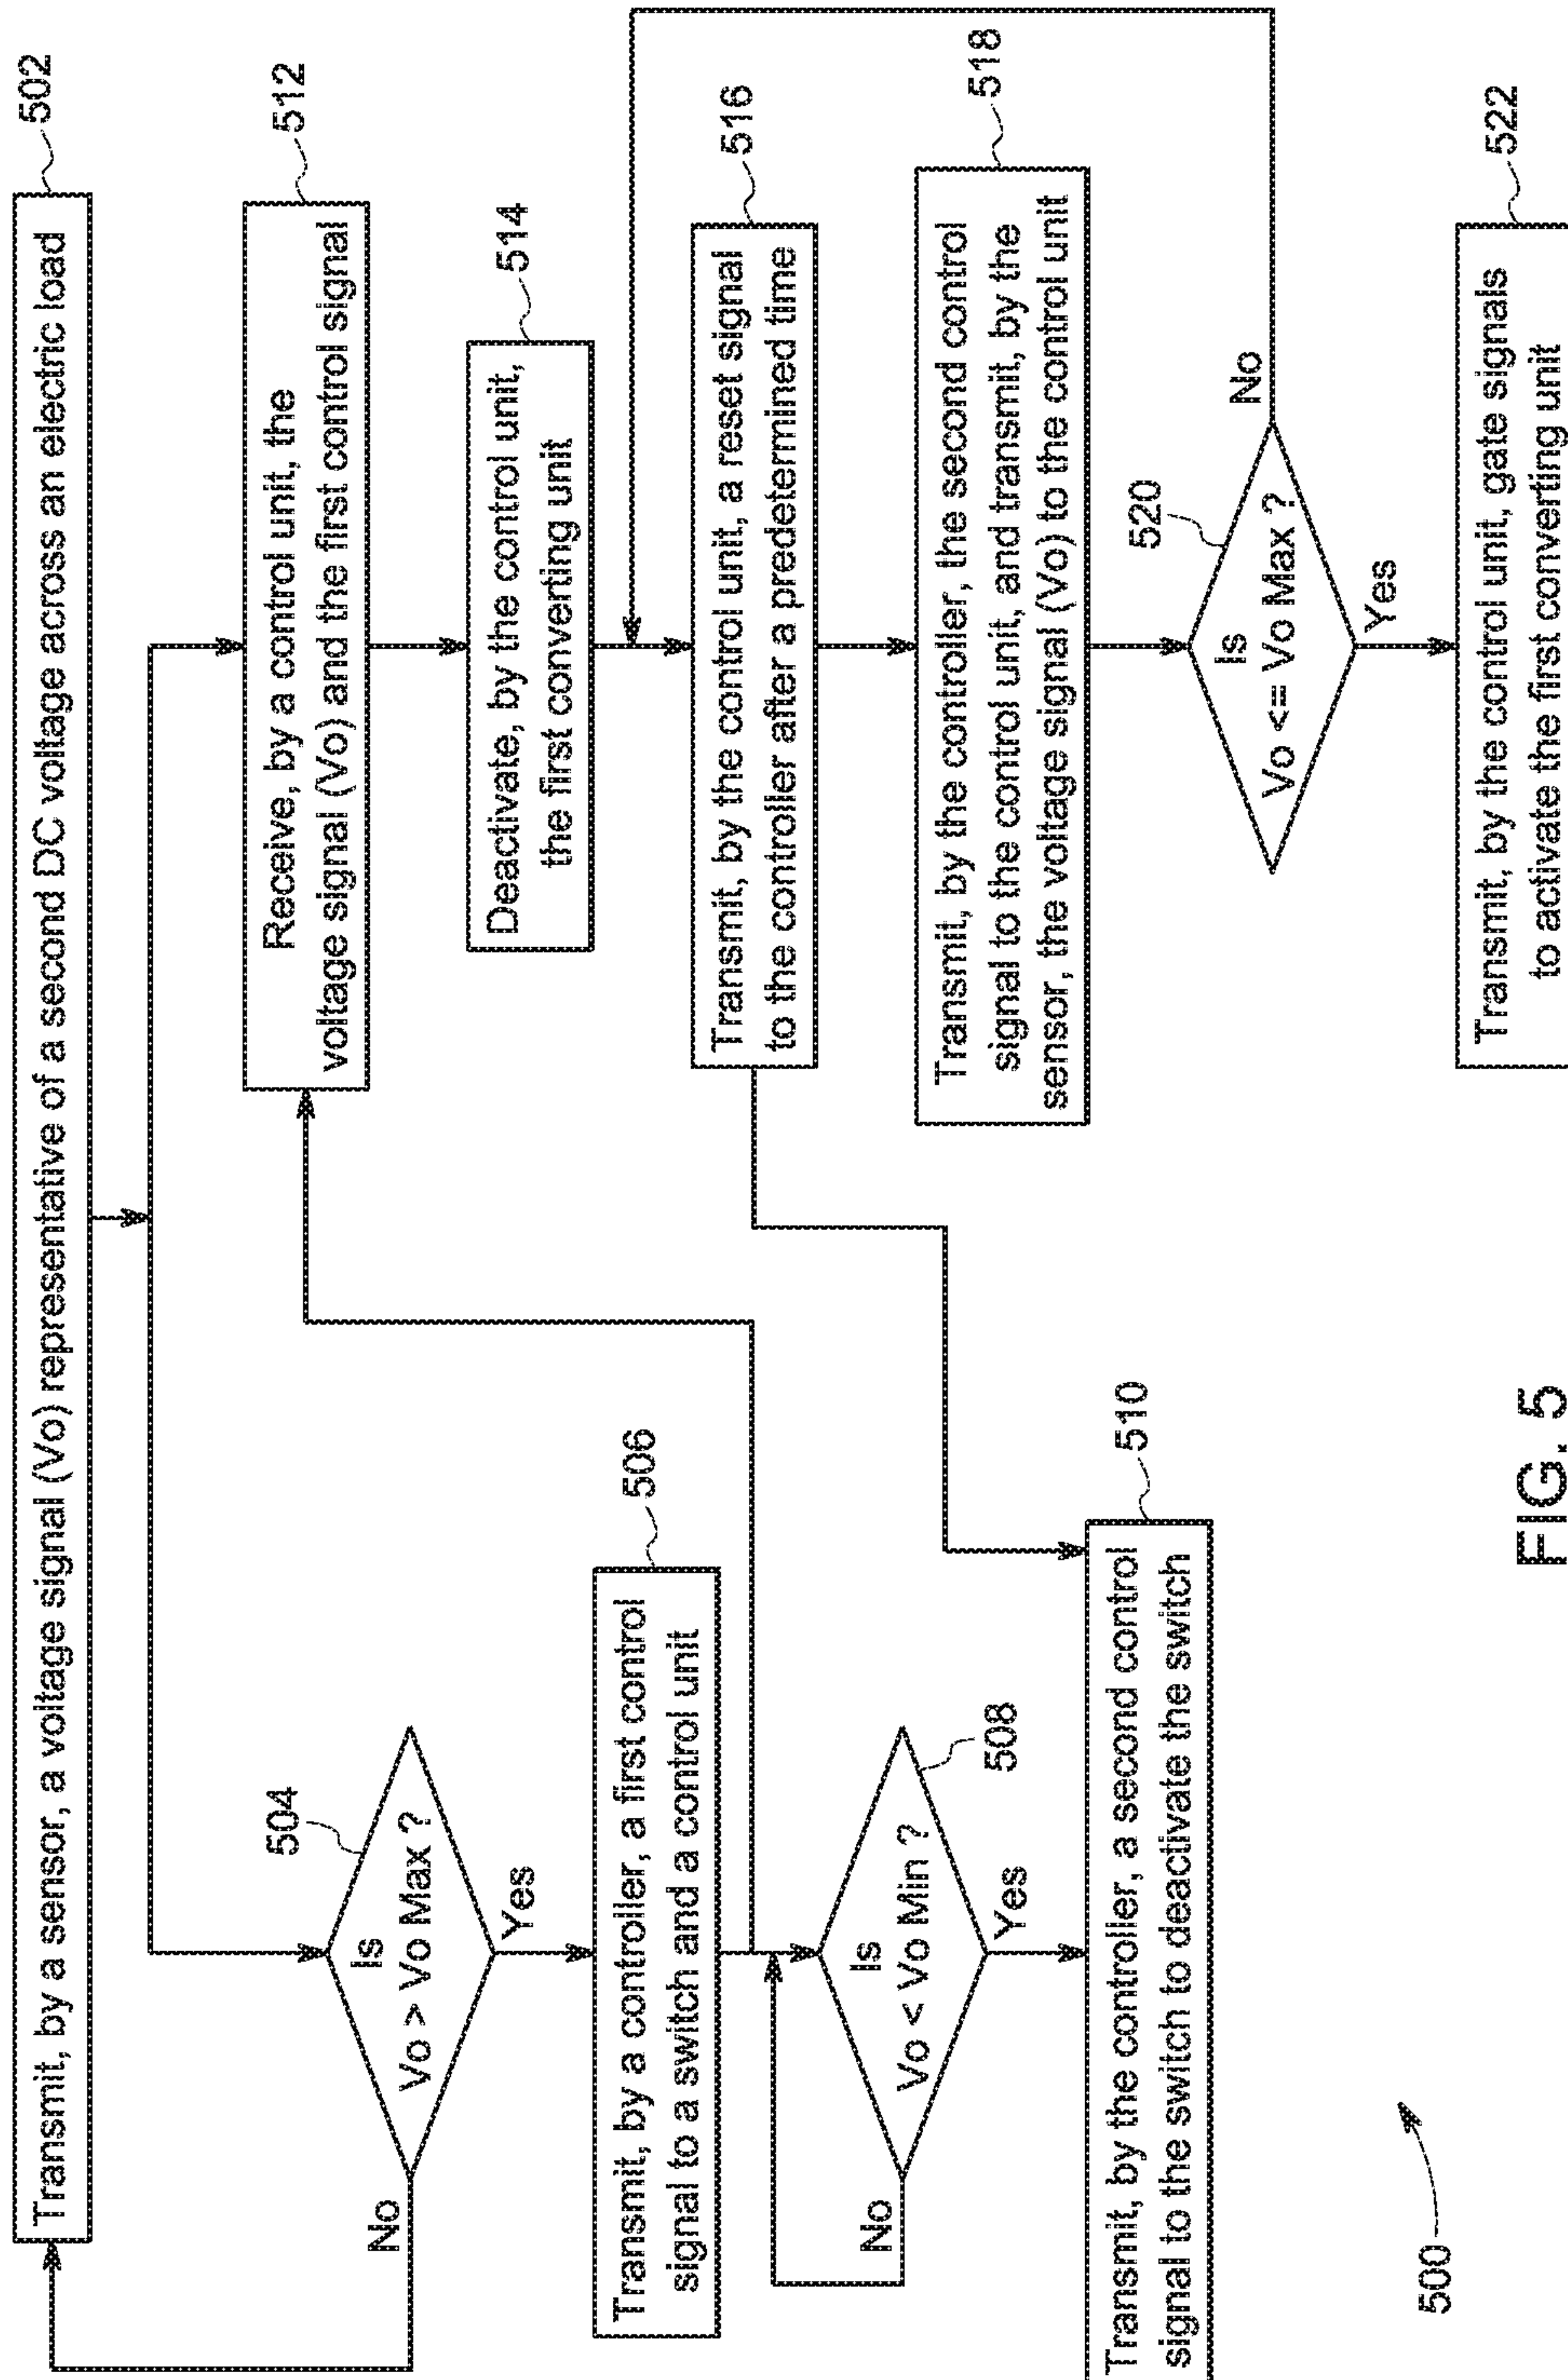 Transmit, by a sensor, a voltage signal (Vo) representative of a second DC voltage across an electric load
502
504
Is
Vo > Vo Max ?
No
Yes
Transmit, by a controller, a first control
signal to a switch and a control unit
506
Is
Vo < Vo Min ?
508
No
Yes
Transmit, by the controller, a second control
signal to the switch to deactivate the switch
510
Receive, by a control unit, the
voltage signal (Vo) and the first control signal
512
Deactivate, by the control unit,
the first converting unit
514
Transmit, by the control unit, a reset signal
to the controller after a predetermined time
516
Transmit, by the controller, the second control
signal to the control unit, and transmit, by the
sensor, the voltage signal (Vo) to the control unit
518
520
Is
Vo <= Vo Max ?
No
Yes
Transmit, by the control unit, gate signals
to activate the first converting unit
522
500
FIG. 5